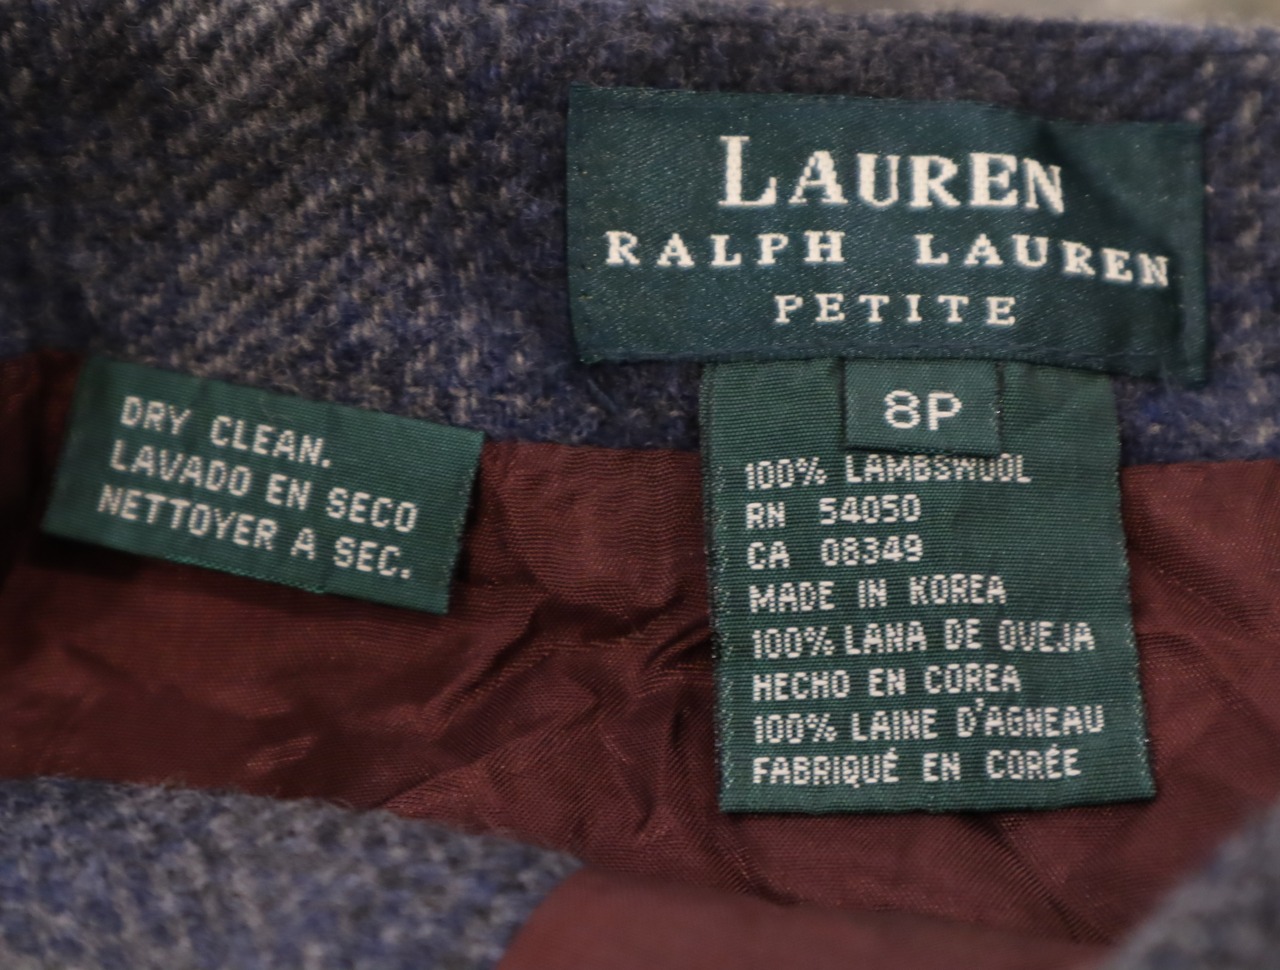 LAUREN
RALPH LAUREN
PETITE
8P
100% LAMBSWOOL
RN 54050
CA 08349
MADE IN KOREA
100% LANA DE OVEJA
HECHO EN COREA
100% LAINE D'AGNEAU
FABRIQUÉ EN CORÉE
DRY CLEAN.
LAVADO EN SECO
NETTOYER A SEC.